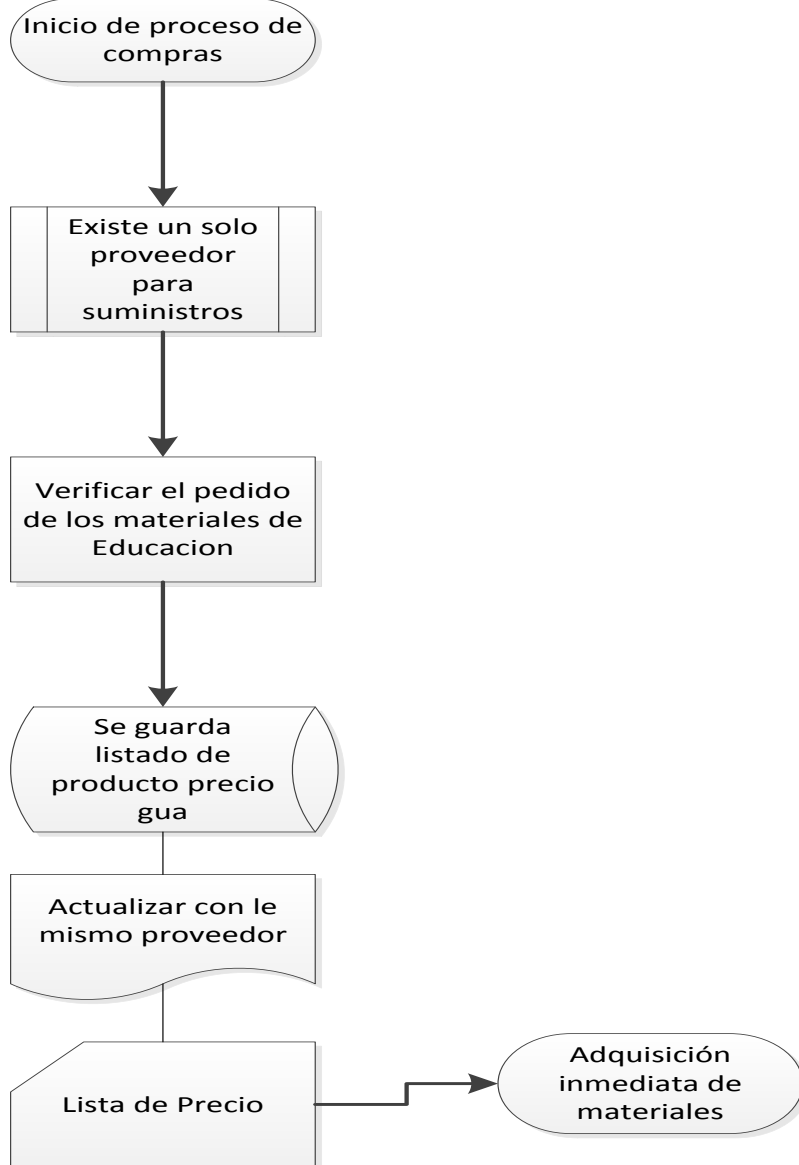 Inicio de proceso de
compras
Existe un solo
proveedor
para
suministros
Verificar el pedido
de los materiales de
Educacion
Se guarda
listado de
producto precio
gua
Actualizar con le
mismo proveedor
Lista de Precio
Adquisición
inmediata de
materiales